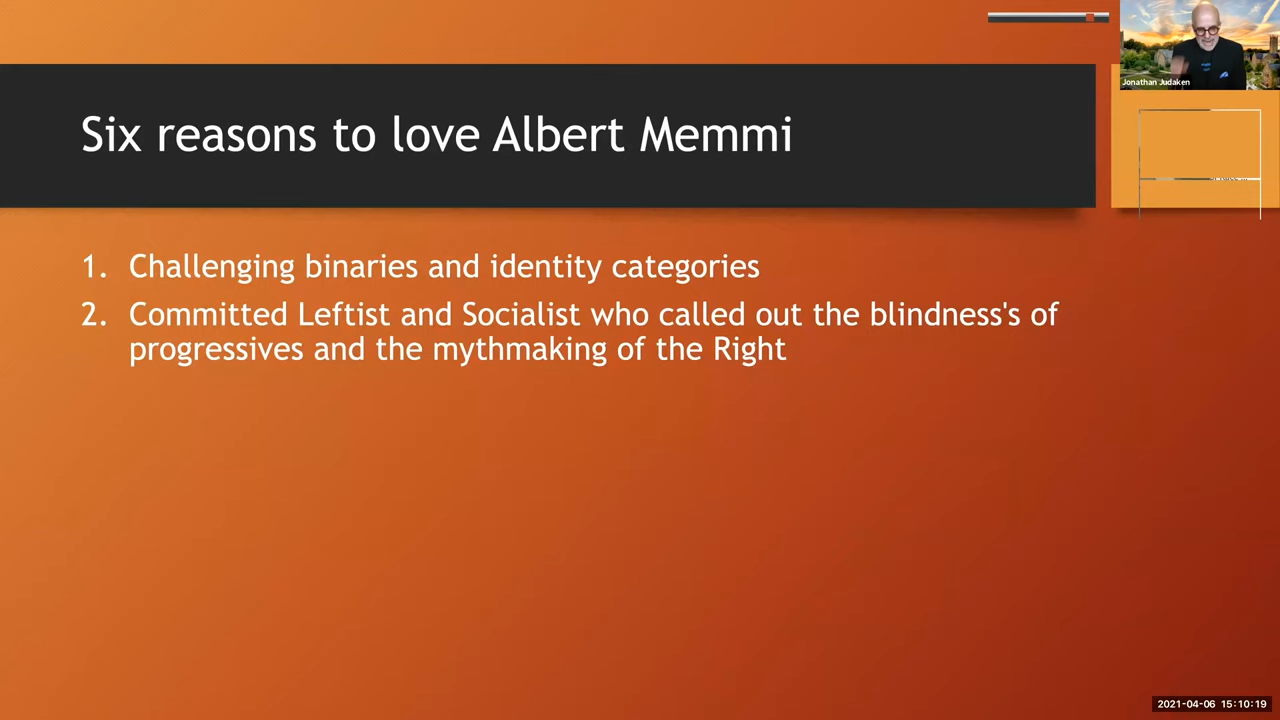 Jonathan Judaken
Six reasons to love Albert Memmi
1. Challenging binaries and identity categories
2. Committed Leftist and Socialist who called out the blindness's of
progressives and the mythmaking of the Right
2021-04-06 15:10:19